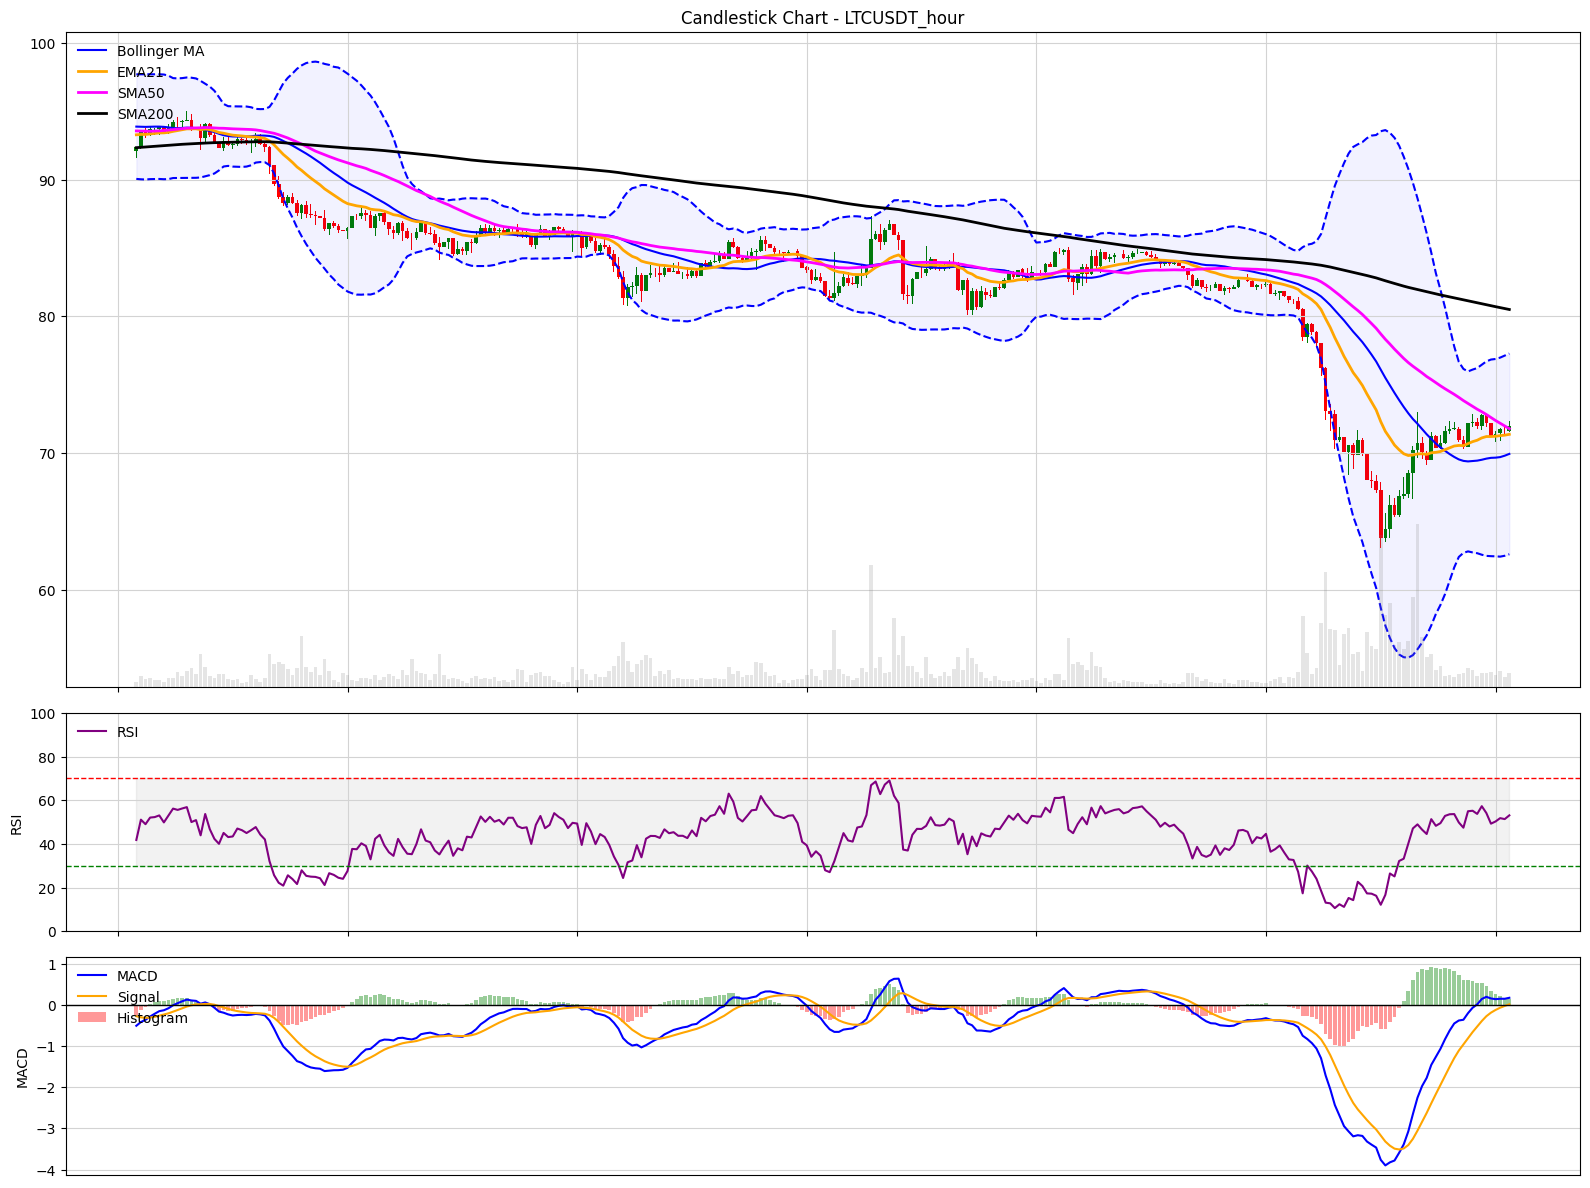 Candlestick Chart - LTCUSDT_hour
100
90
80
70
60
Bollinger MA
EMA21
SMA50
SMA200
100
80
60
40
20
0
RSI
RSI
1
0
−1
−2
−3
−4
MACD
MACD
Signal
Histogram